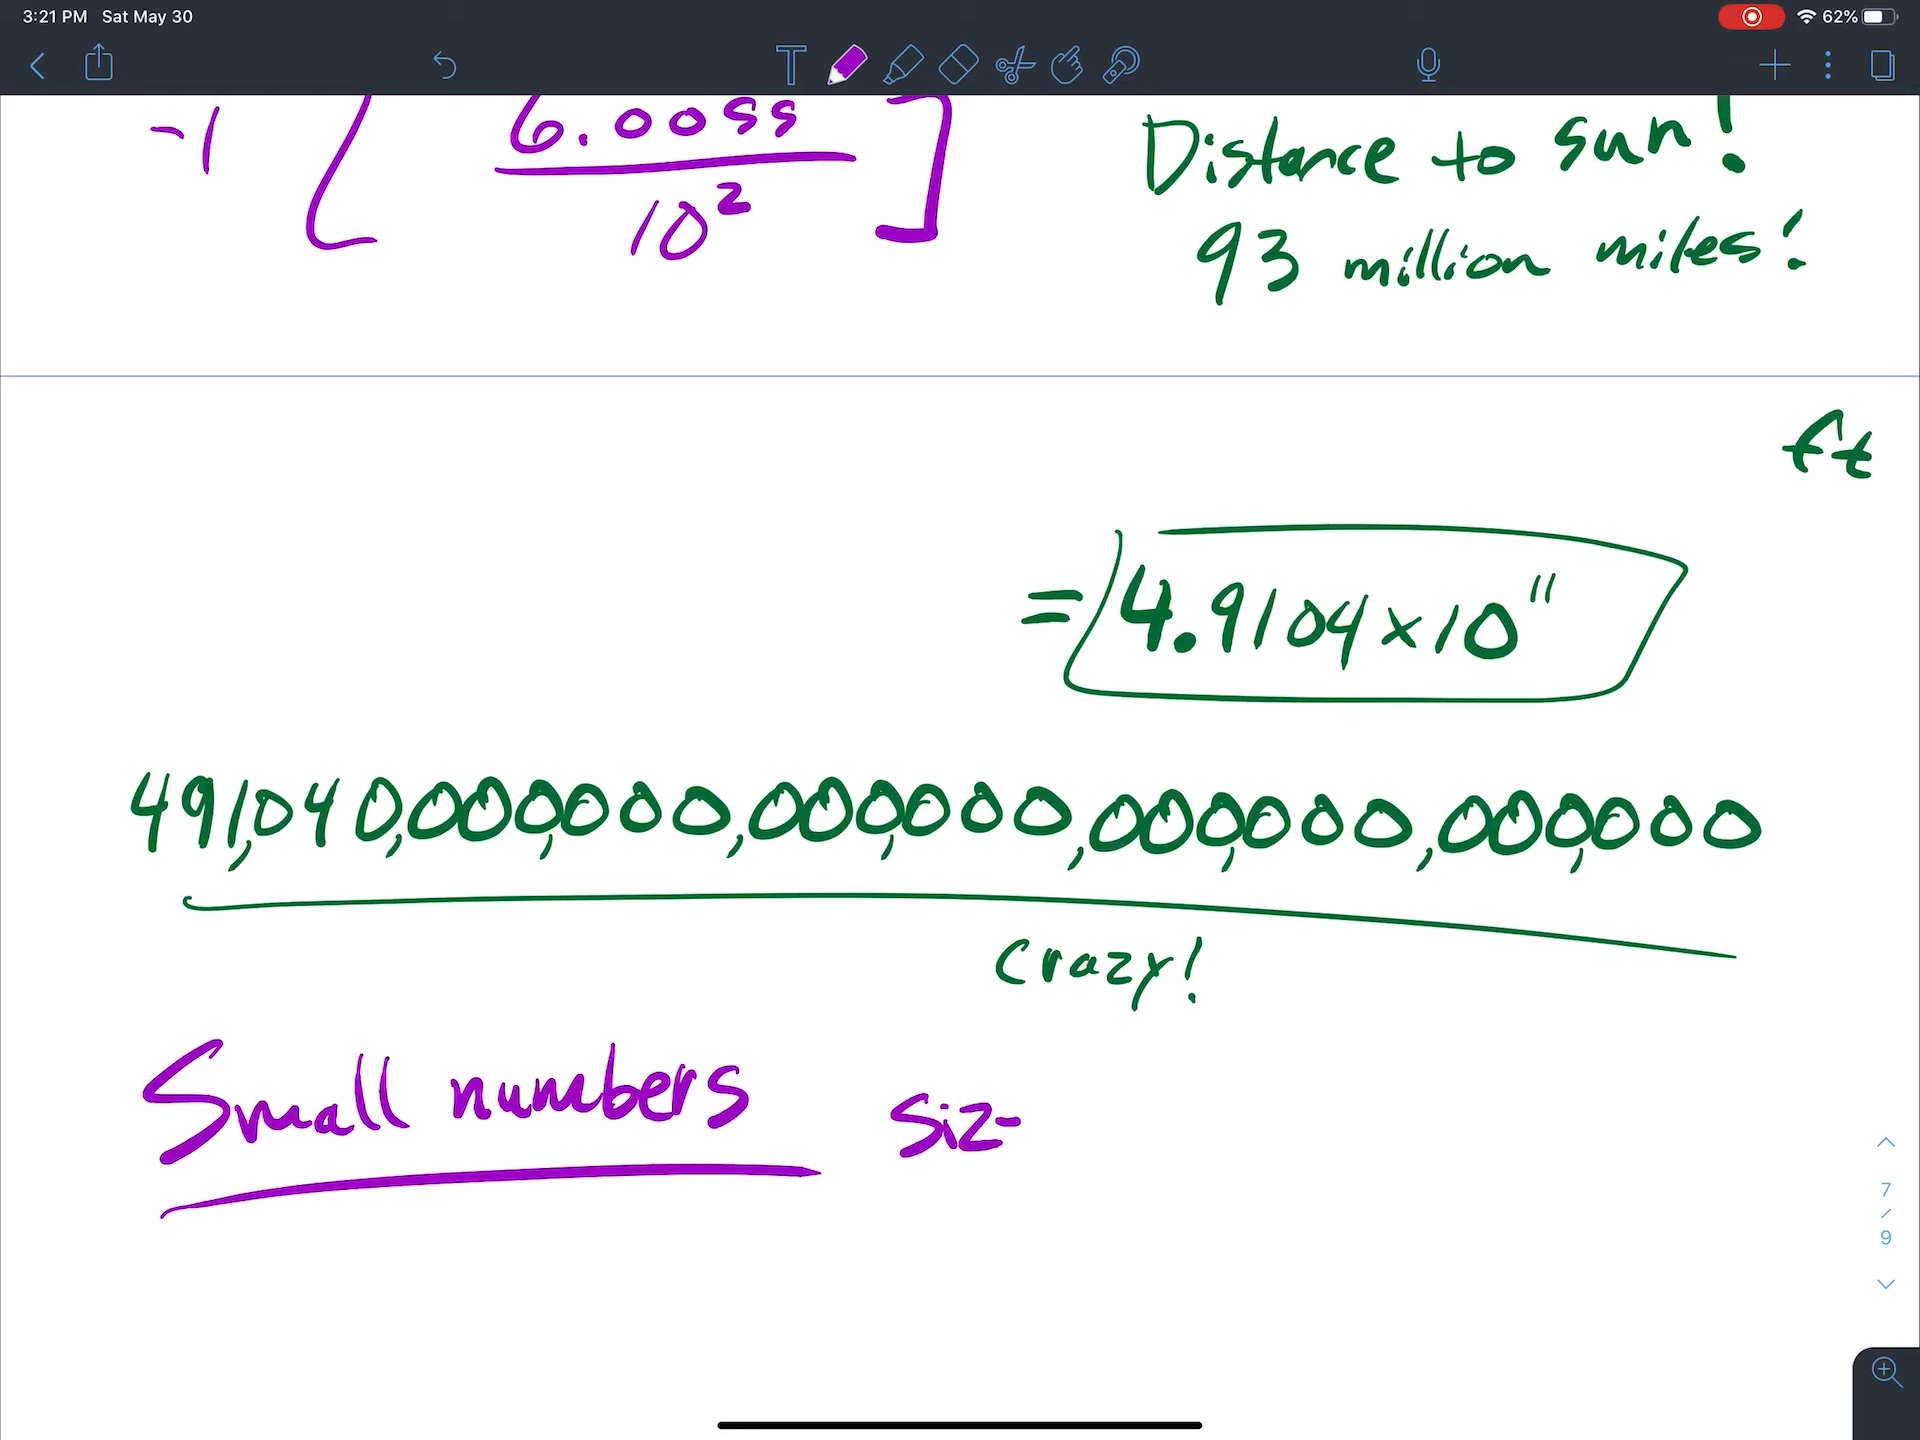 3:21 PM Sat May 30
62%
T
-1 [ 6.0055 / 10² ]
Distance to sun!
93 million miles!
ft
= 4.9104 × 10¹¹
491,040,000,000,000,000,000,000,000,000
Crazy!
Small numbers Siz-
7
/
9